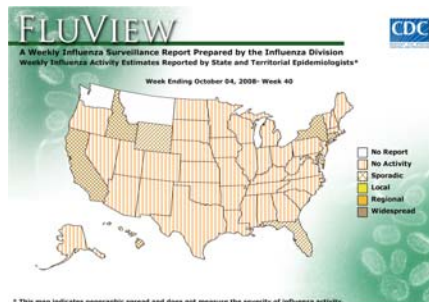 FLUVIEW
CDC
A Weekly Influenza Surveillance Report Prepared by the Influenza Division
Weekly Influenza Activity Estimates Reported by State and Territorial Epidemiologists*
Week Ending October 04, 2008- Week 40
No Report
No Activity
Sporadic
Local
Regional
Widespread
* This map indicates geographic spread and does not measure the severity of influenza activity